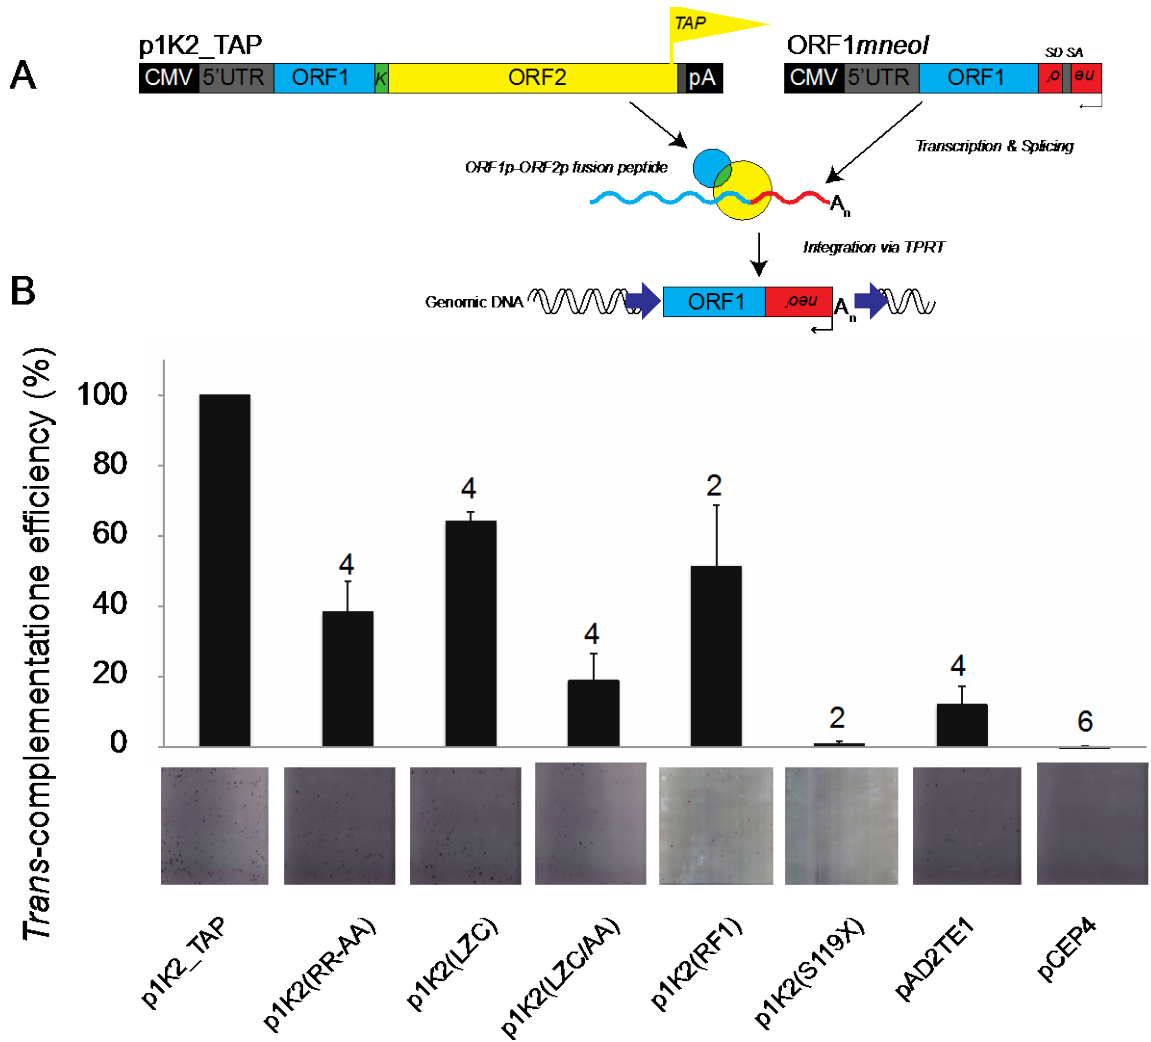 TAP
p1K2_TAP
ORF1mneoI
SD SA
A
CMV 5'UTR ORF1 K ORF2 pA
CMV 5'UTR ORF1 o^r ne
Transcription & Splicing
ORF1p-ORF2p fusion peptide
An
Integration via TPRT
B
Genomic DNA
ORF1 neo^r An
Trans-complementatione efficiency (%)
100
80
60
40
20
0
4
4
4
2
2
4
6
p1K2_TAP
p1K2(RR-AA)
p1K2(LZC)
p1K2(LZC/AA)
p1K2(RF1)
p1K2(S119X)
pAD2TE1
pCEP4